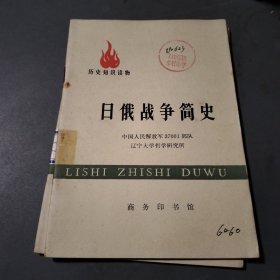 历史知识读物
日俄战争简史
中国人民解放军37001部队
辽宁大学哲学研究所
LISHI ZHISHI DUWU
商务印书馆
6060